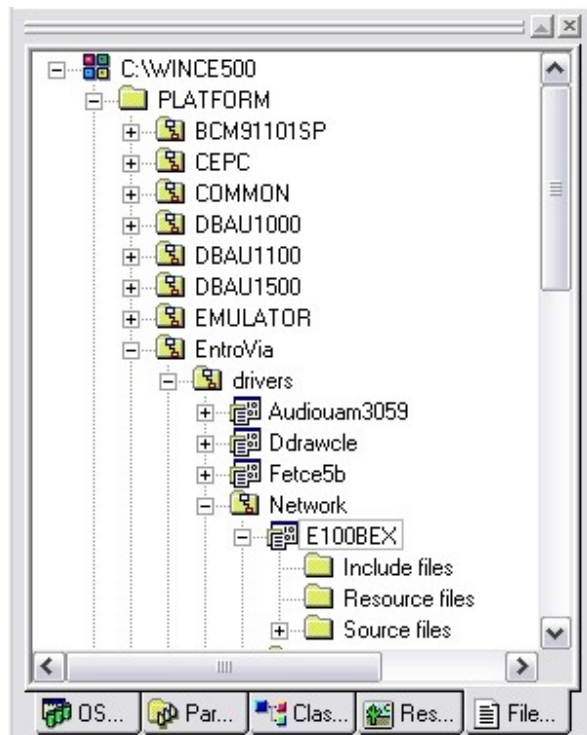 C:\WINCE500
PLATFORM
BCM91101SP
CEPC
COMMON
DBAU1000
DBAU1100
DBAU1500
EMULATOR
EntroVia
drivers
Audiouam3059
Ddrawcle
Fetce5b
Network
E100BEX
Include files
Resource files
Source files
OS... Par... Clas... Res... File...